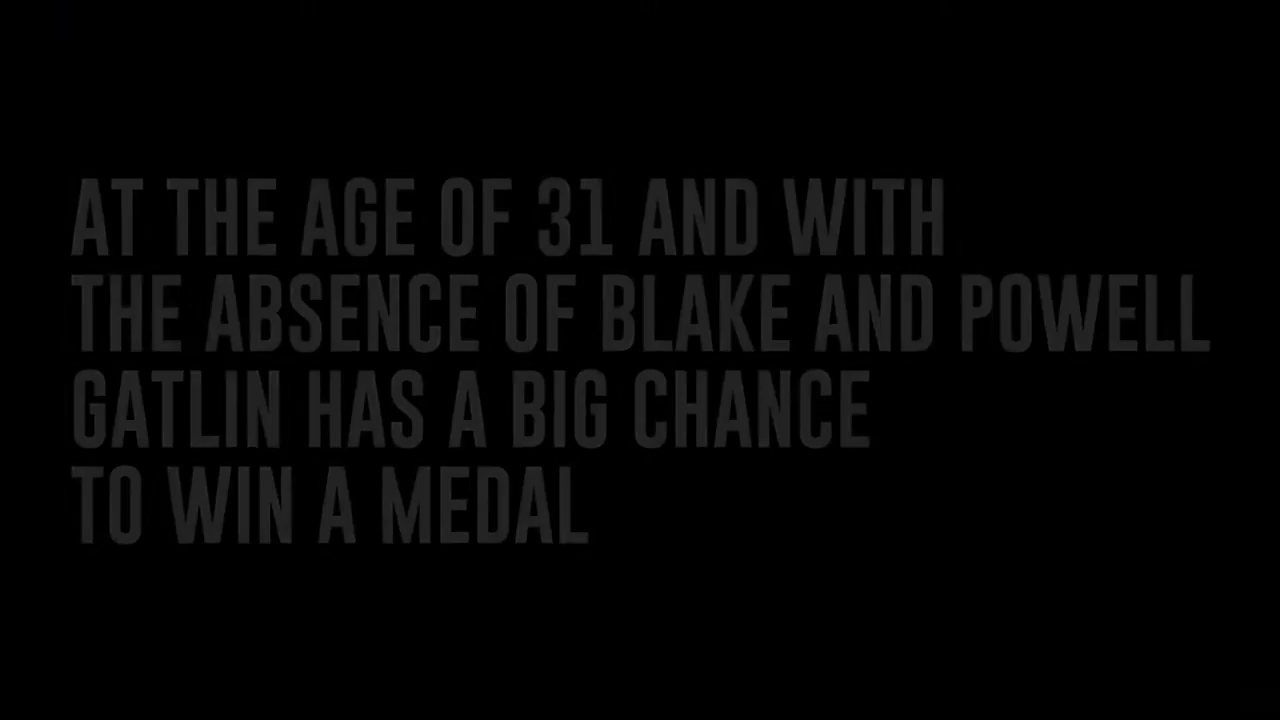 AT THE AGE OF 31 AND WITH
THE ABSENCE OF BLAKE AND POWELL
GATLIN HAS A BIG CHANCE
TO WIN A MEDAL